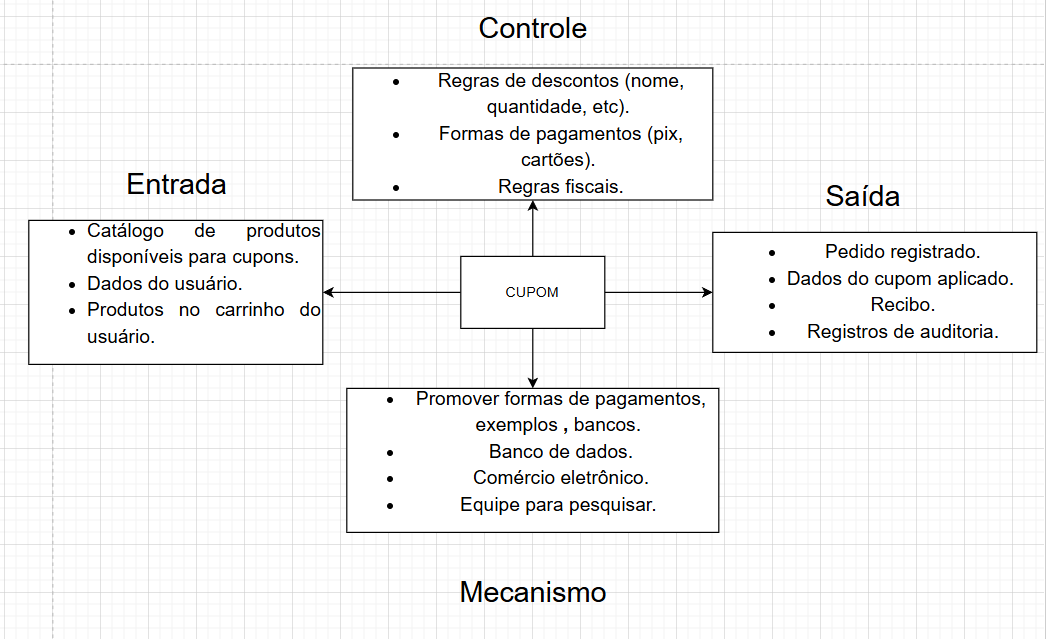 Controle
• Regras de descontos (nome,
quantidade, etc).
• Formas de pagamentos (pix,
cartões).
• Regras fiscais.
Entrada
• Catálogo de produtos
disponíveis para cupons.
• Dados do usuário.
• Produtos no carrinho do
usuário.
CUPOM
Saída
• Pedido registrado.
• Dados do cupom aplicado.
• Recibo.
• Registros de auditoria.
• Promover formas de pagamentos,
exemplos , bancos.
• Banco de dados.
• Comércio eletrônico.
• Equipe para pesquisar.
Mecanismo